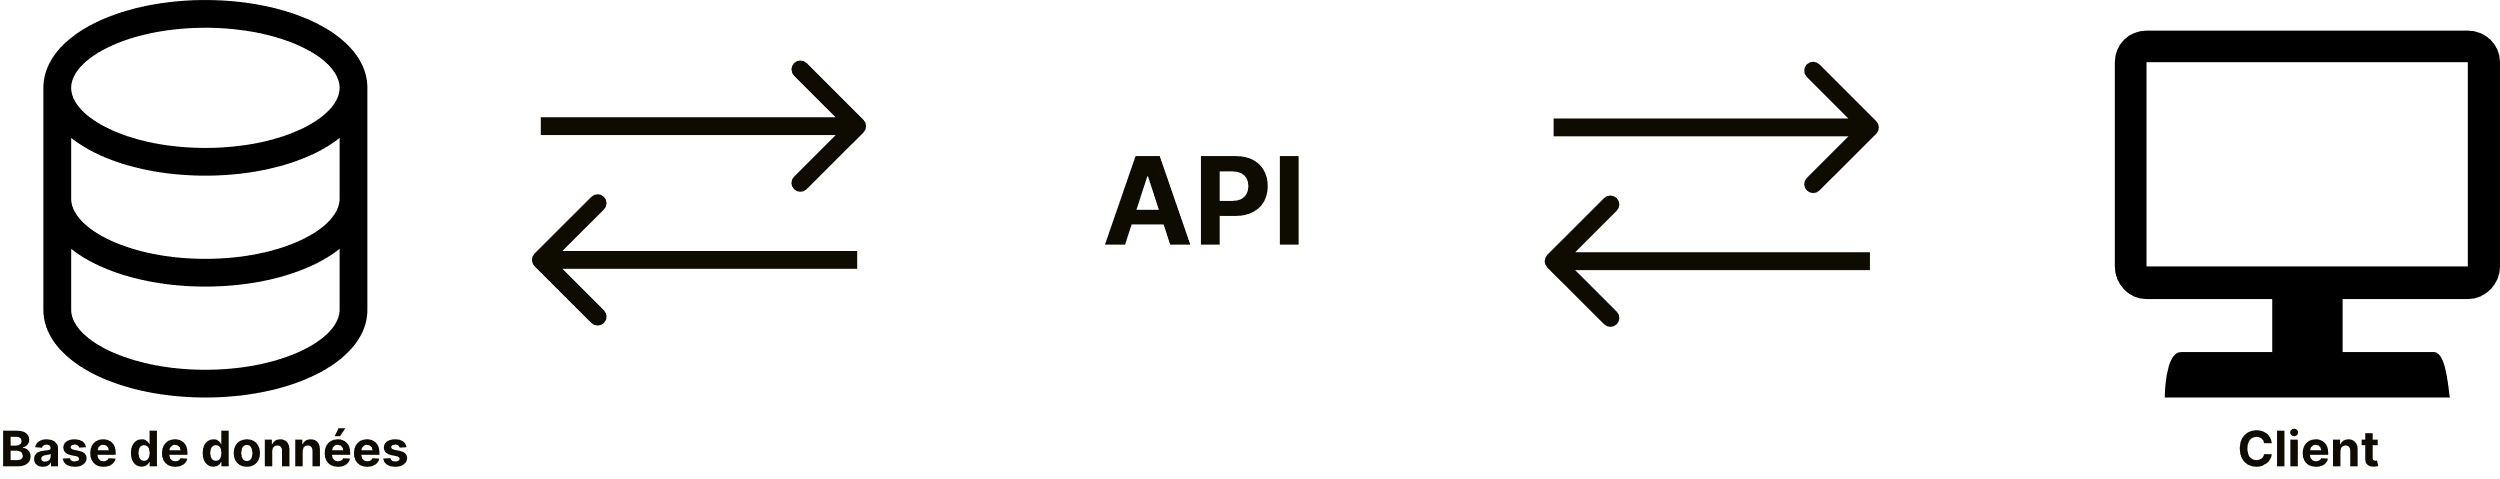 API
Base de données
Client